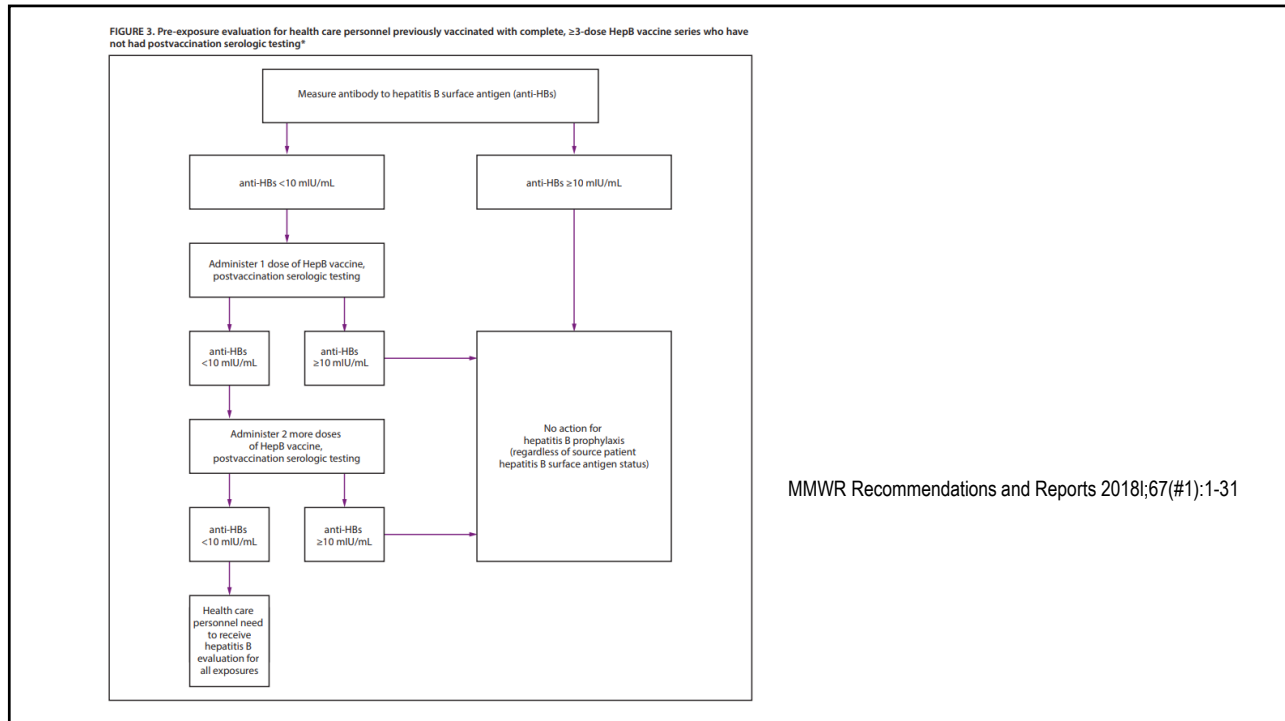 FIGURE 3. Pre-exposure evaluation for health care personnel previously vaccinated with complete, ≥3-dose HepB vaccine series who have
not had postvaccination serologic testing*
Measure antibody to hepatitis B surface antigen (anti-HBs)
anti-HBs <10 mIU/mL
anti-HBs ≥10 mIU/mL
Administer 1 dose of HepB vaccine,
postvaccination serologic testing
anti-HBs
<10 mIU/mL
anti-HBs
≥10 mIU/mL
No action for
hepatitis B prophylaxis
(regardless of source patient
hepatitis B surface antigen status)
Administer 2 more doses
of HepB vaccine,
postvaccination serologic testing
MMWR Recommendations and Reports 2018l;67(#1):1-31
anti-HBs
<10 mIU/mL
anti-HBs
≥10 mIU/mL
Health care
personnel need
to receive
hepatitis B
evaluation for
all exposures